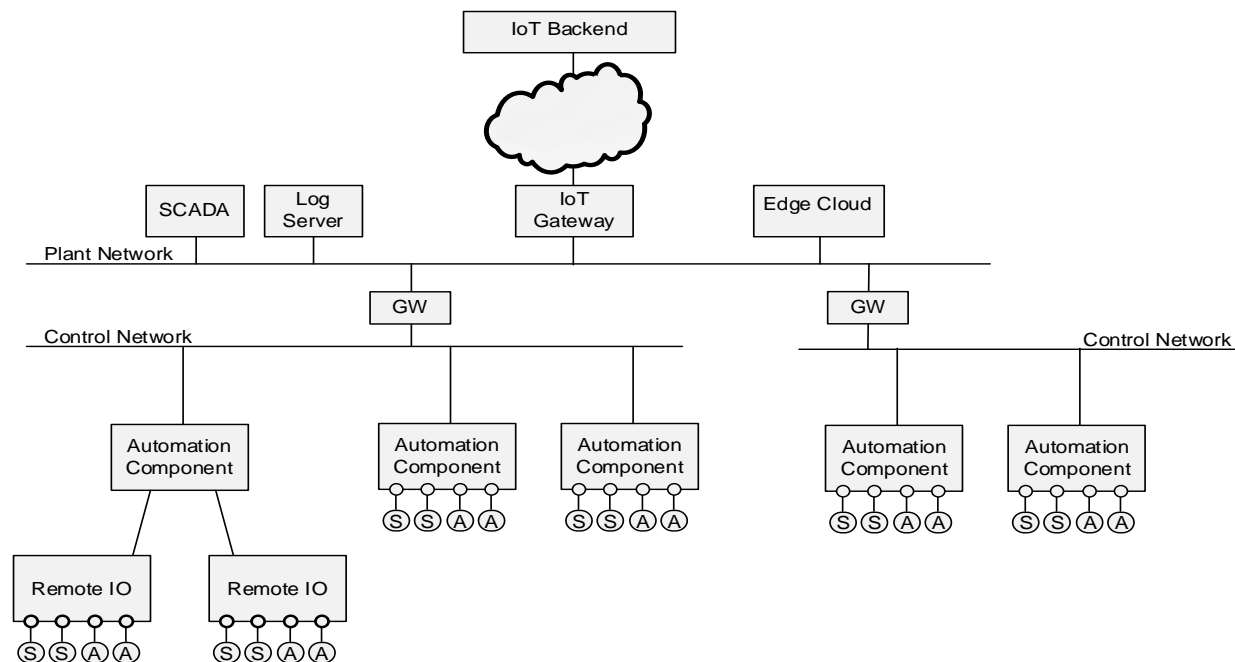 IoT Backend
SCADA
Log
Server
IoT
Gateway
Edge Cloud
Plant Network
GW
GW
Control Network
Control Network
Automation
Component
Automation
Component
Automation
Component
Automation
Component
Automation
Component
S S A A
S S A A
S S A A
S S A A
Remote IO
Remote IO
S S A A
S S A A